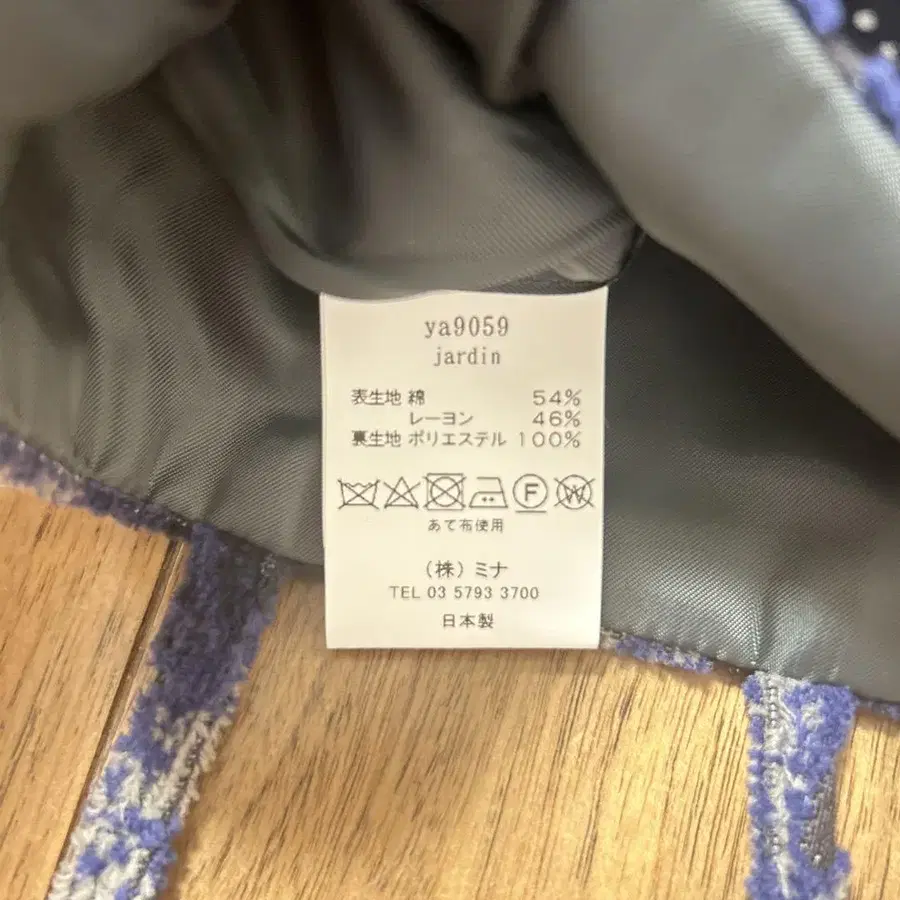 ya9059
jardin
表生地 綿 54%
レーヨン 46%
裏生地 ポリエステル 100%
F W
あて布使用
(株) ミナ
TEL 03 5793 3700
日本製